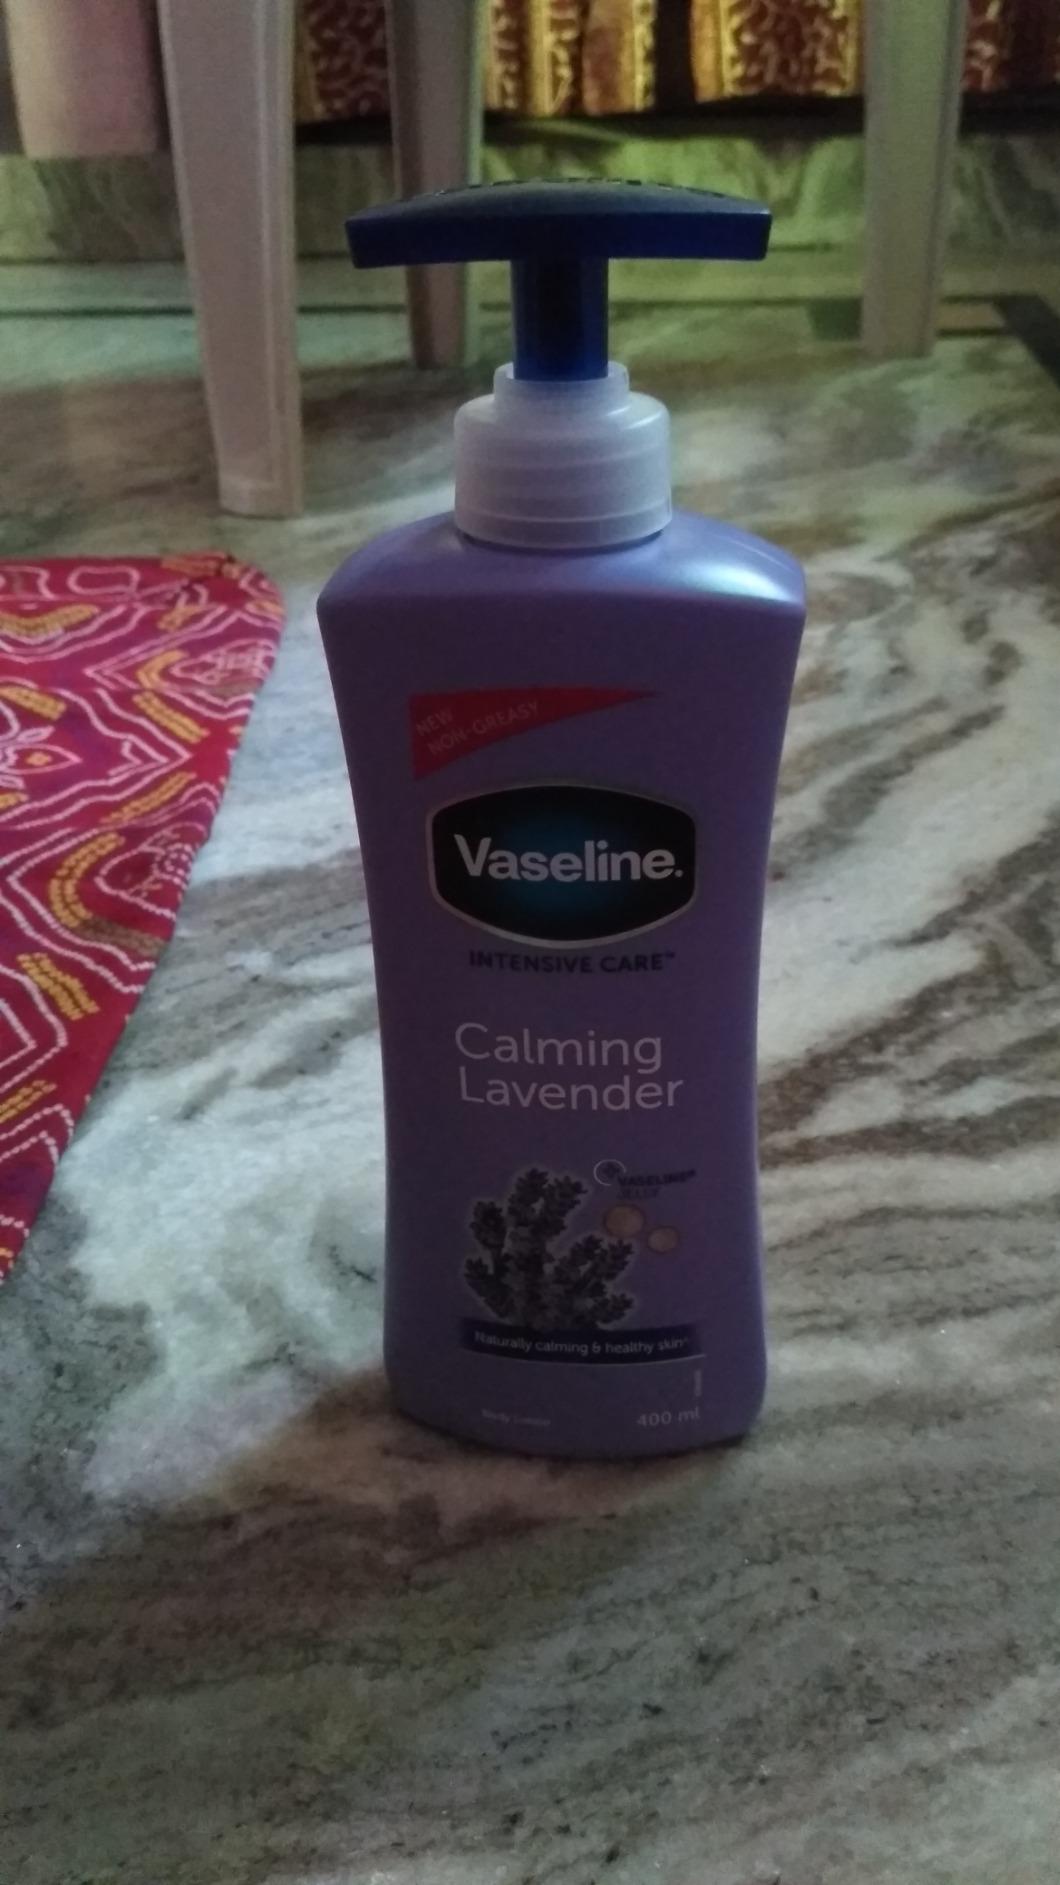 NEW
NON-GREASY
Vaseline.
INTENSIVE CARE™
Calming
Lavender
VASELINE®
JELLY
Naturally calming & healthy skin
Body Lotion
400 ml